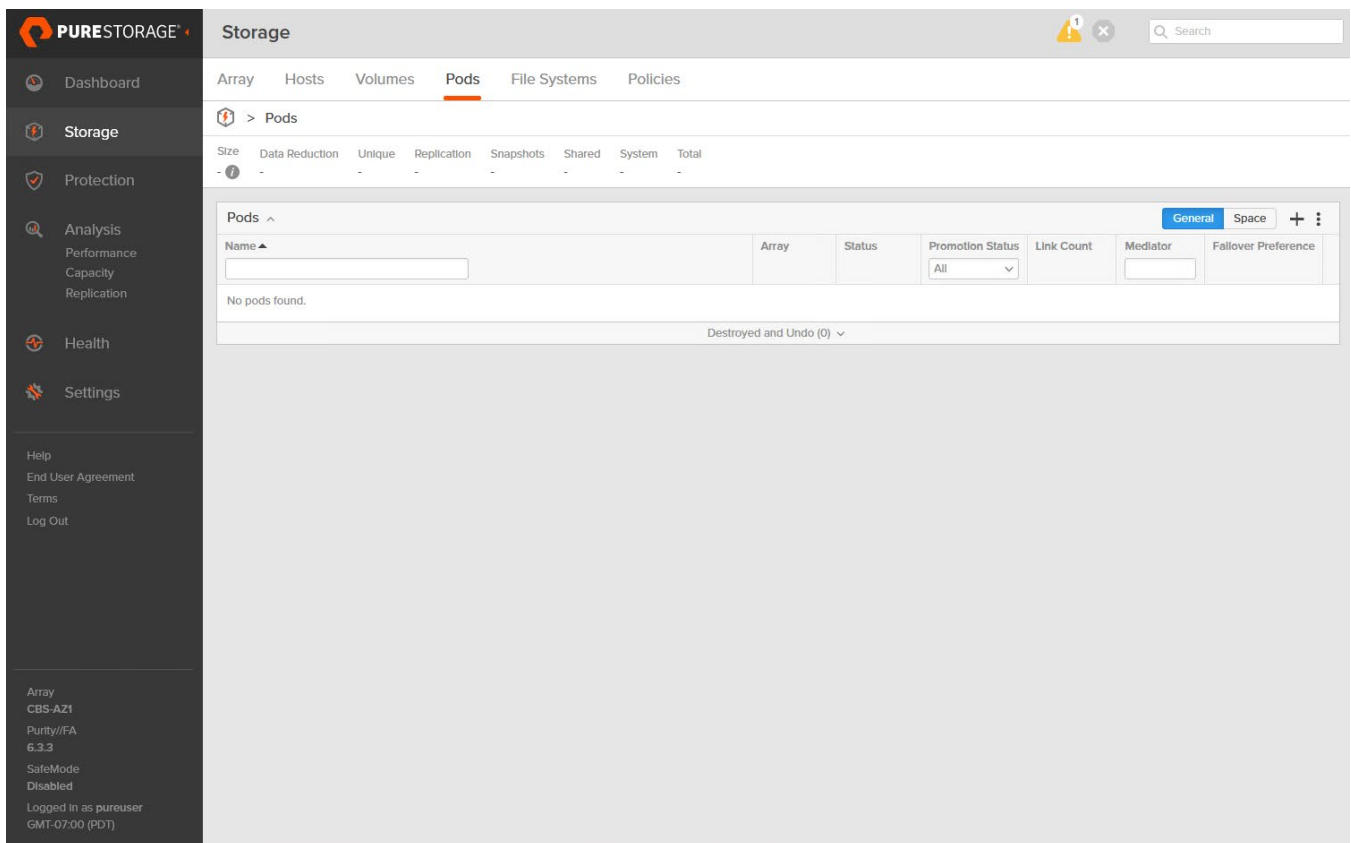 PURESTORAGE®
Storage
1
Search
Dashboard
Storage
Protection
Analysis
Performance
Capacity
Replication
Health
Settings
Help
End User Agreement
Terms
Log Out
Array
CBS-AZ1
Purity//FA
6.3.3
SafeMode
Disabled
Logged in as pureuser
GMT-07:00 (PDT)
Array Hosts Volumes Pods File Systems Policies
> Pods
Size Data Reduction Unique Replication Snapshots Shared System Total
- i - - - - - - -
Pods General Space
Name Array Status Promotion Status Link Count Mediator Failover Preference
All
No pods found.
Destroyed and Undo (0)